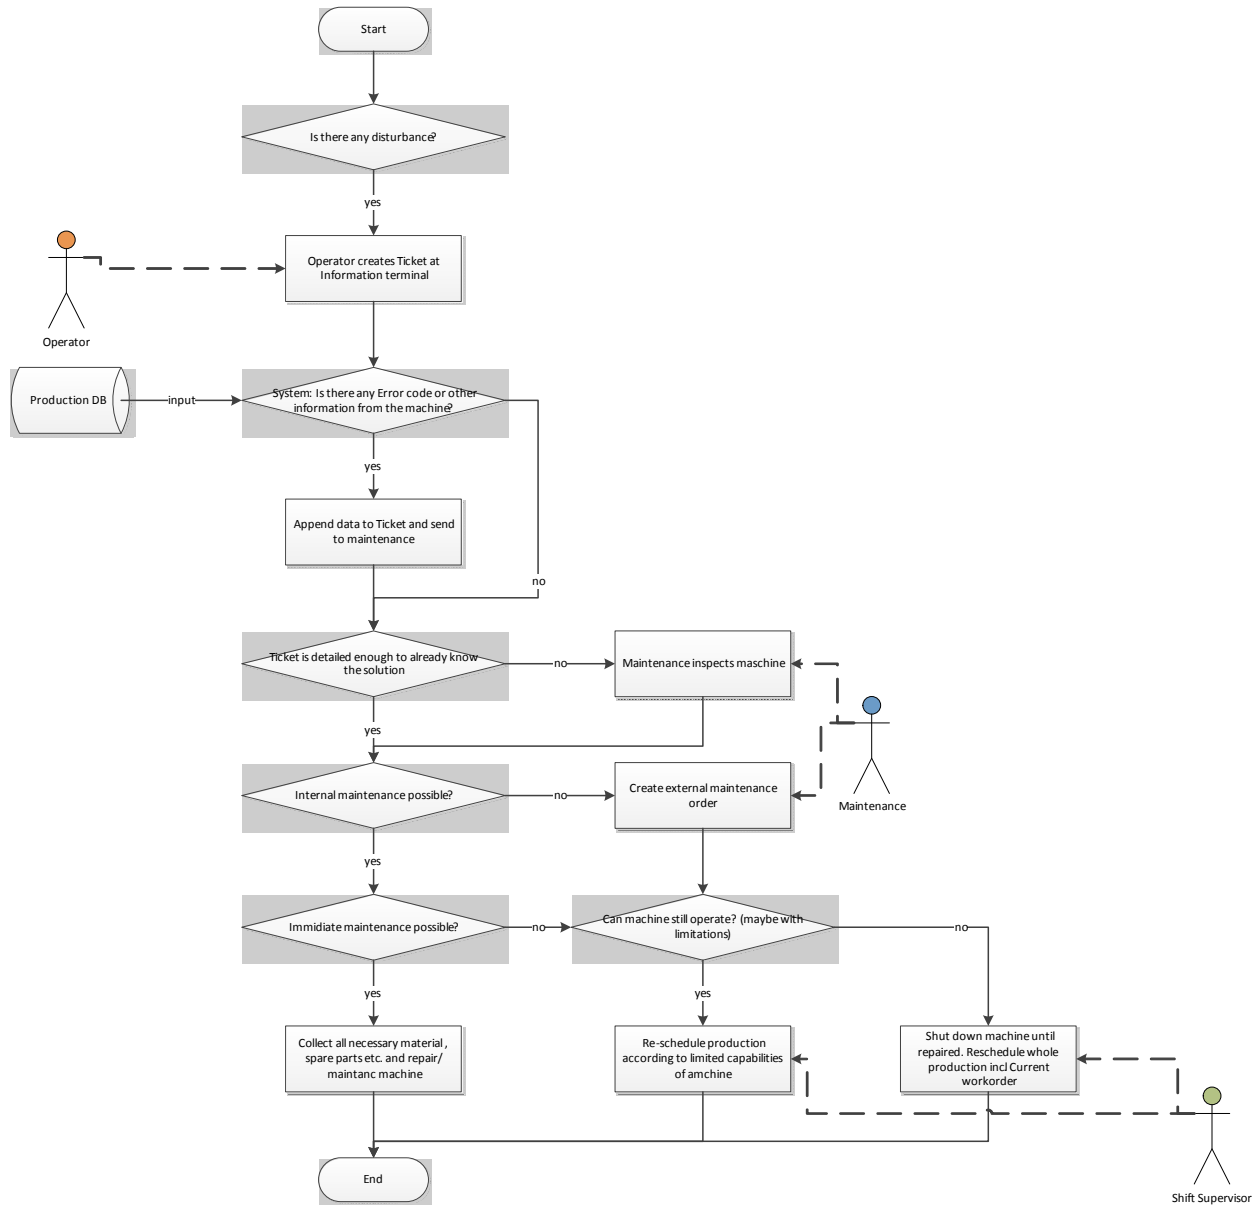 Start
Is there any disturbance?
yes
Operator creates Ticket at
Information terminal
Operator
Production DB
input
System: Is there any Error code or other
information from the machine?
yes
Append data to Ticket and send
to maintenance
no
Ticket is detailed enough to already know
the solution
no
Maintenance inspects maschine
yes
Internal maintenance possible?
no
Create external maintenance
order
Maintenance
yes
Immidiate maintenance possible?
no
Can machine still operate? (maybe with
limitations)
no
yes
yes
Collect all necessary material ,
spare parts etc. and repair/
maintanc machine
Re-schedule production
according to limited capabilities
of amchine
Shut down machine until
repaired. Reschedule whole
production incl Current
workorder
End
Shift Supervisor